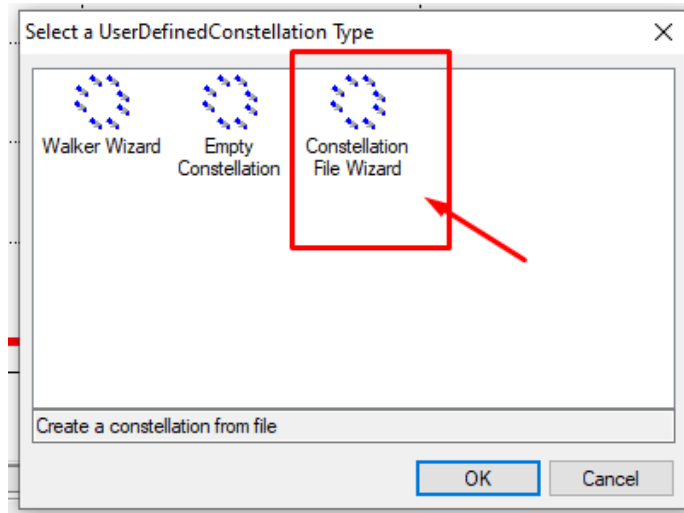 Select a UserDefinedConstellation Type
Walker Wizard
Empty
Constellation
Constellation
File Wizard
Create a constellation from file
OK
Cancel